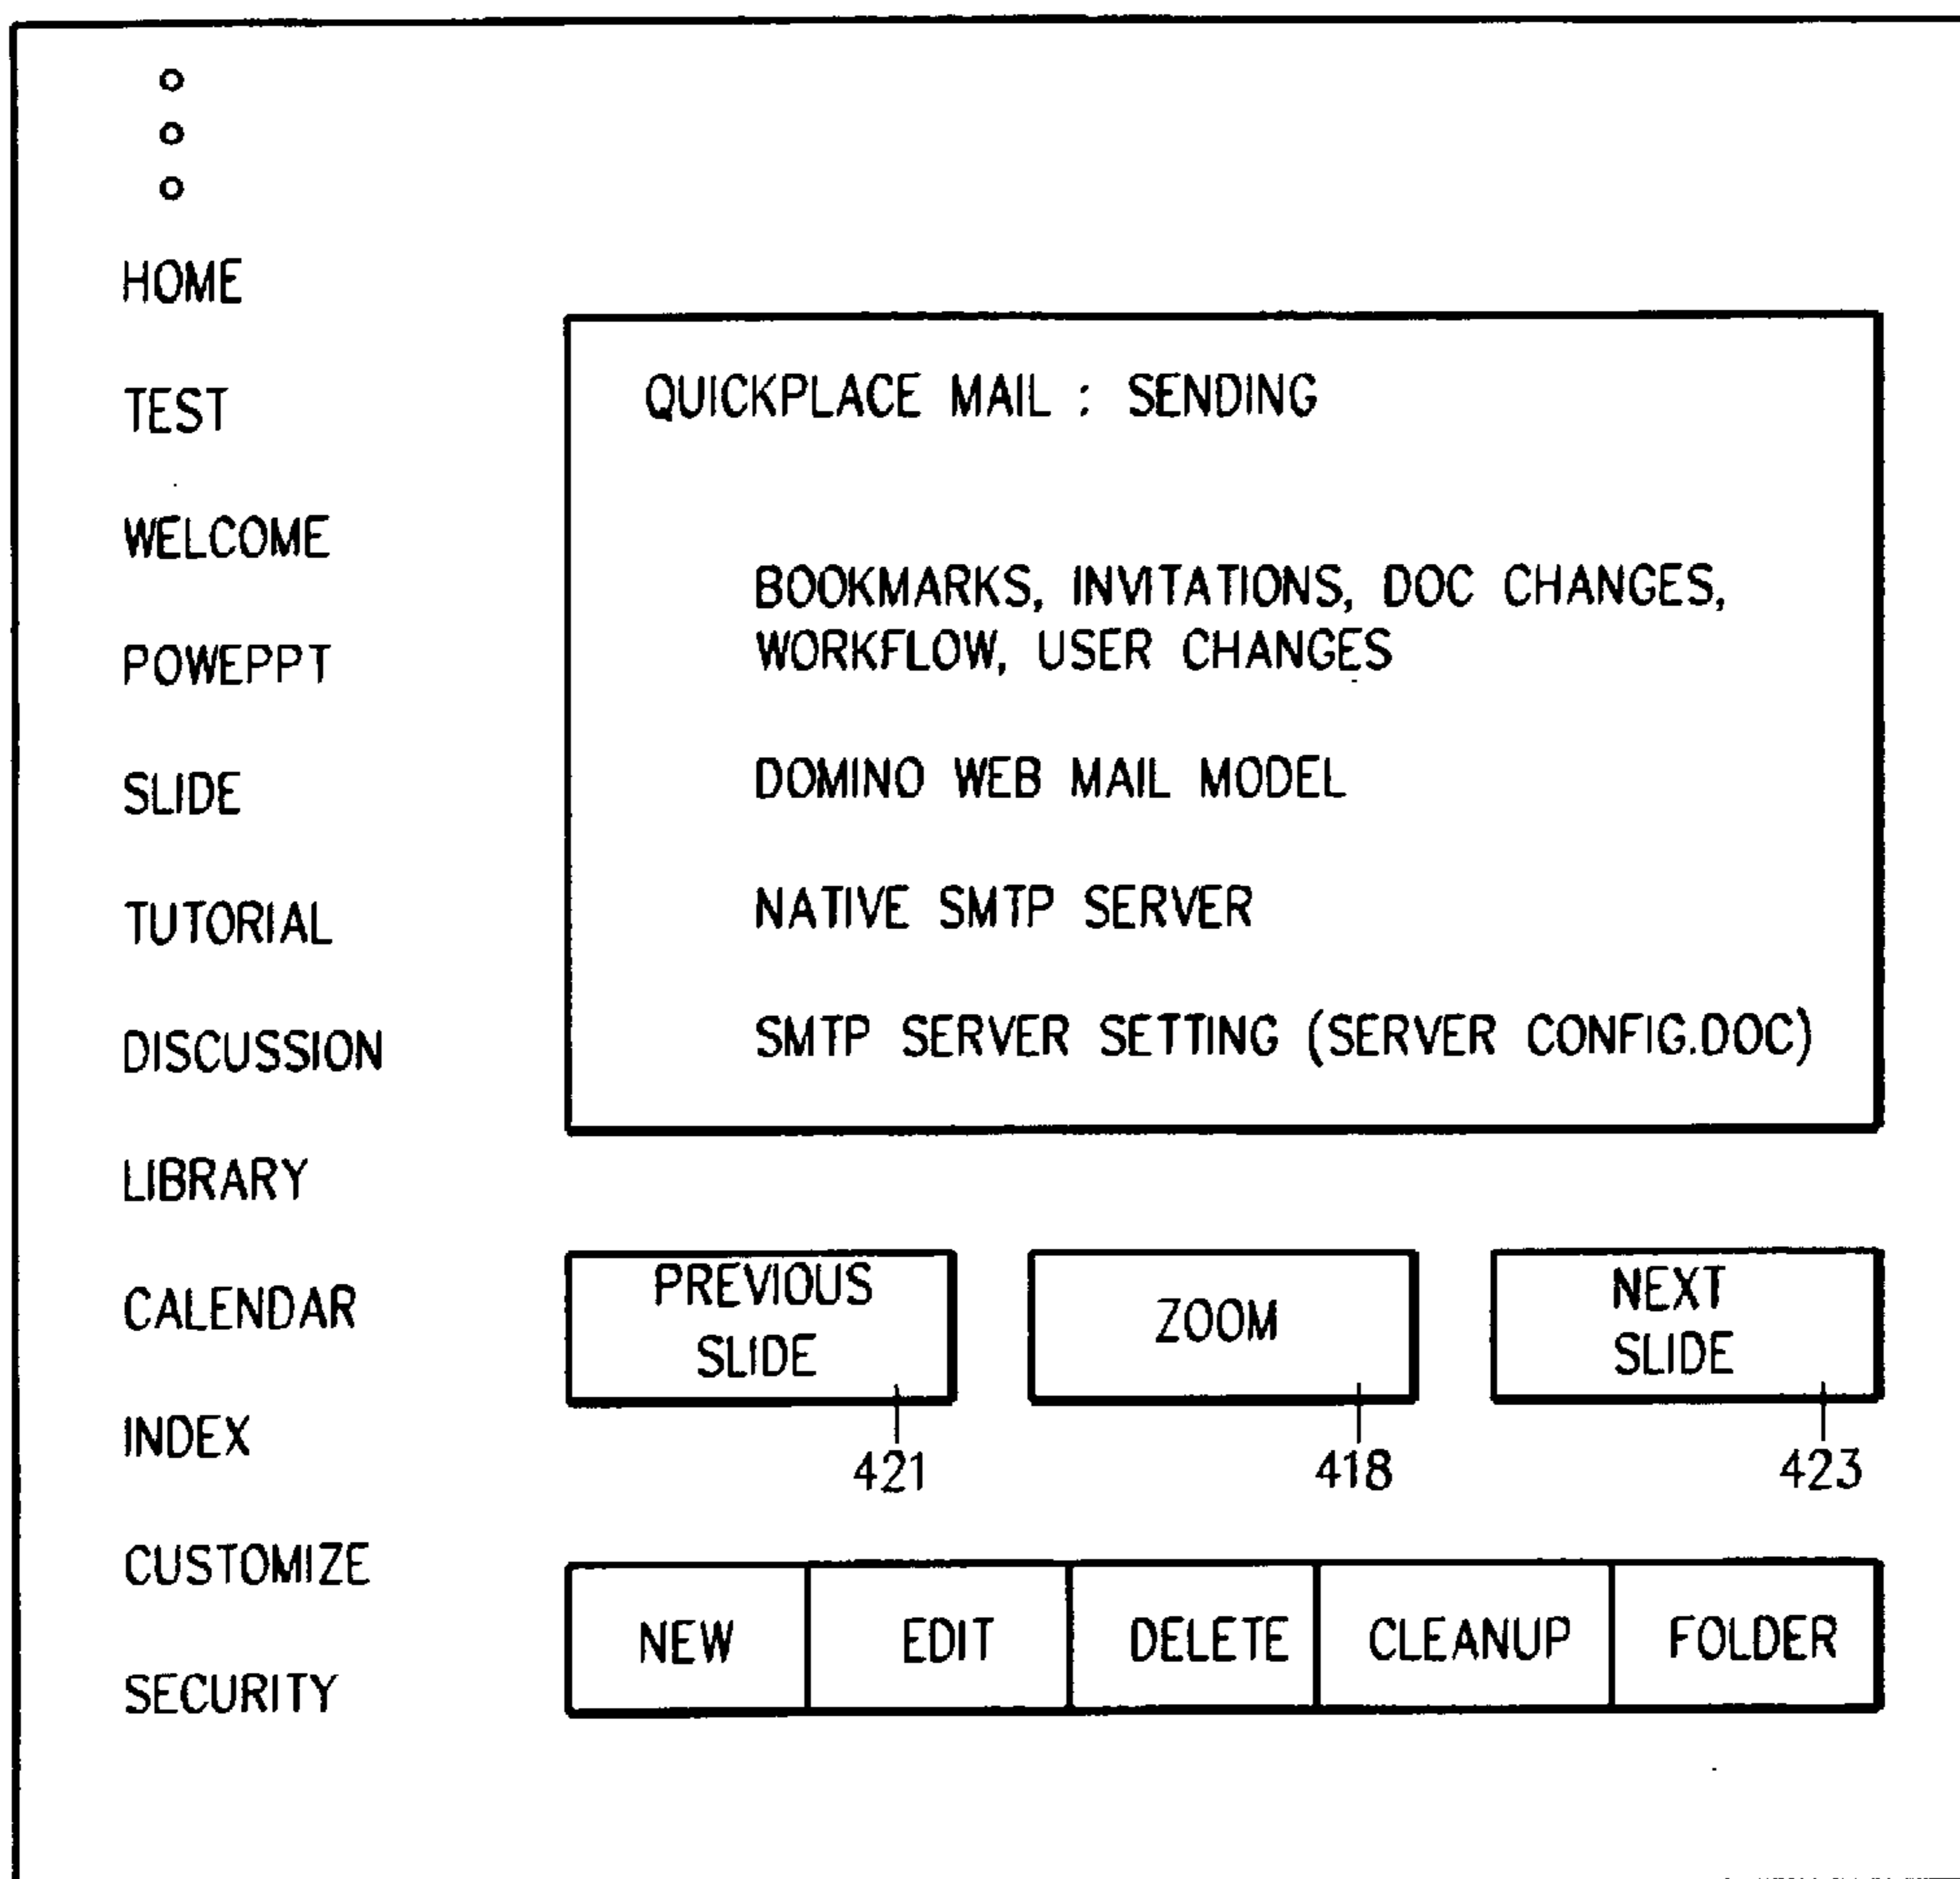 HOME
TEST
WELCOME
POWEPPT
SLIDE
TUTORIAL
DISCUSSION
LIBRARY
CALENDAR
INDEX
CUSTOMIZE
SECURITY
QUICKPLACE MAIL : SENDING
BOOKMARKS, INVITATIONS, DOC CHANGES,
WORKFLOW, USER CHANGES
DOMINO WEB MAIL MODEL
NATIVE SMTP SERVER
SMTP SERVER SETTING (SERVER CONFIG.DOC)
PREVIOUS
SLIDE
ZOOM
NEXT
SLIDE
421
418
423
NEW EDIT DELETE CLEANUP FOLDER